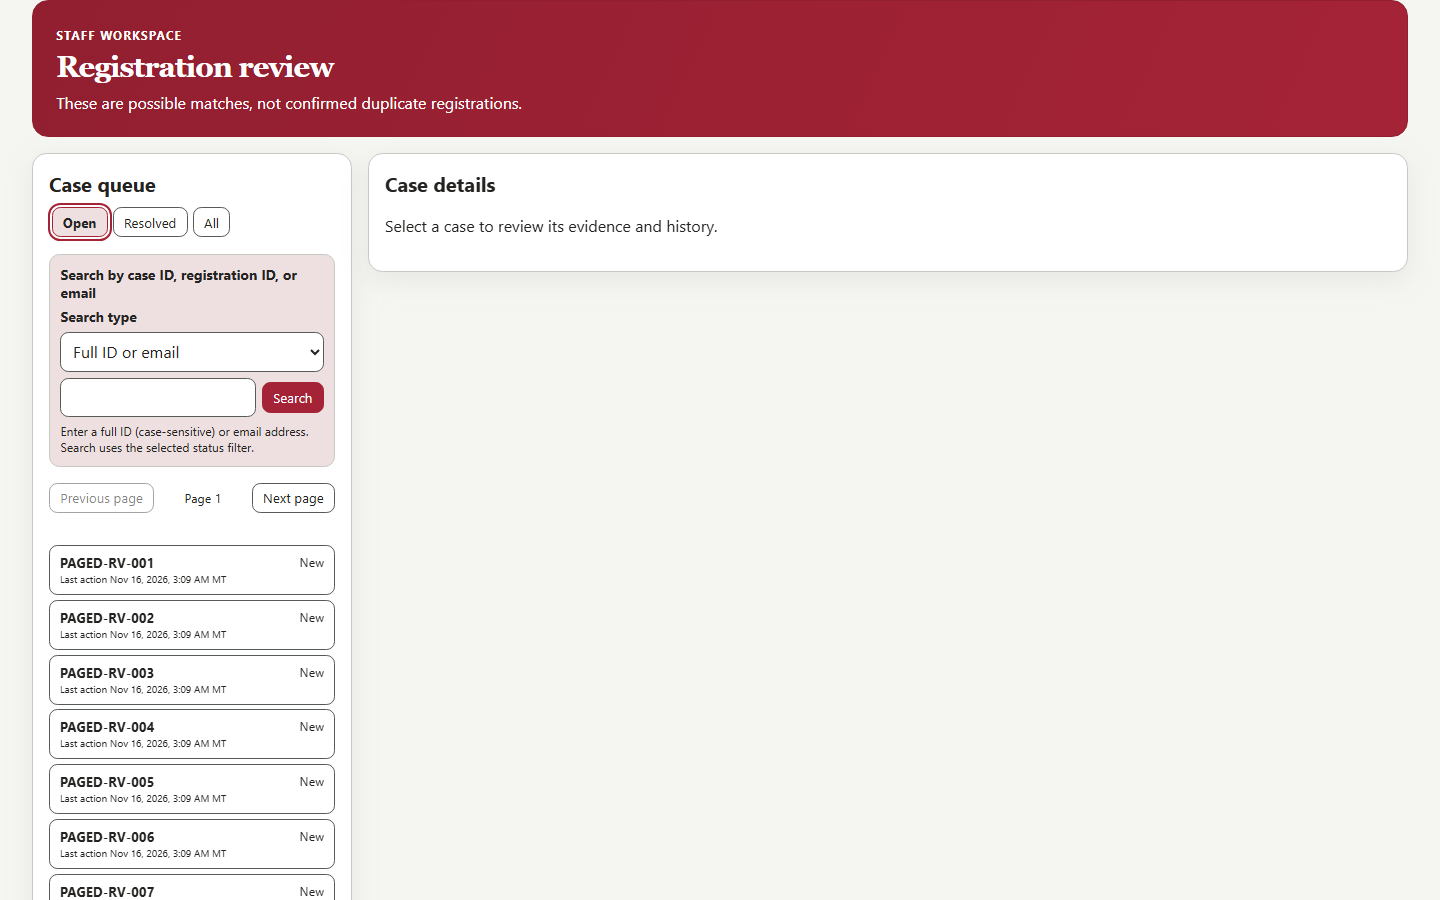 STAFF WORKSPACE
Registration review
These are possible matches, not confirmed duplicate registrations.
Case queue
Open
Resolved
All
Search by case ID, registration ID, or
email
Search type
Full ID or email
Search
Enter a full ID (case-sensitive) or email address.
Search uses the selected status filter.
Previous page
Page 1
Next page
PAGED-RV-001
New
Last action Nov 16, 2026, 3:09 AM MT
PAGED-RV-002
New
Last action Nov 16, 2026, 3:09 AM MT
PAGED-RV-003
New
Last action Nov 16, 2026, 3:09 AM MT
PAGED-RV-004
New
Last action Nov 16, 2026, 3:09 AM MT
PAGED-RV-005
New
Last action Nov 16, 2026, 3:09 AM MT
PAGED-RV-006
New
Last action Nov 16, 2026, 3:09 AM MT
PAGED-RV-007
New
Case details
Select a case to review its evidence and history.